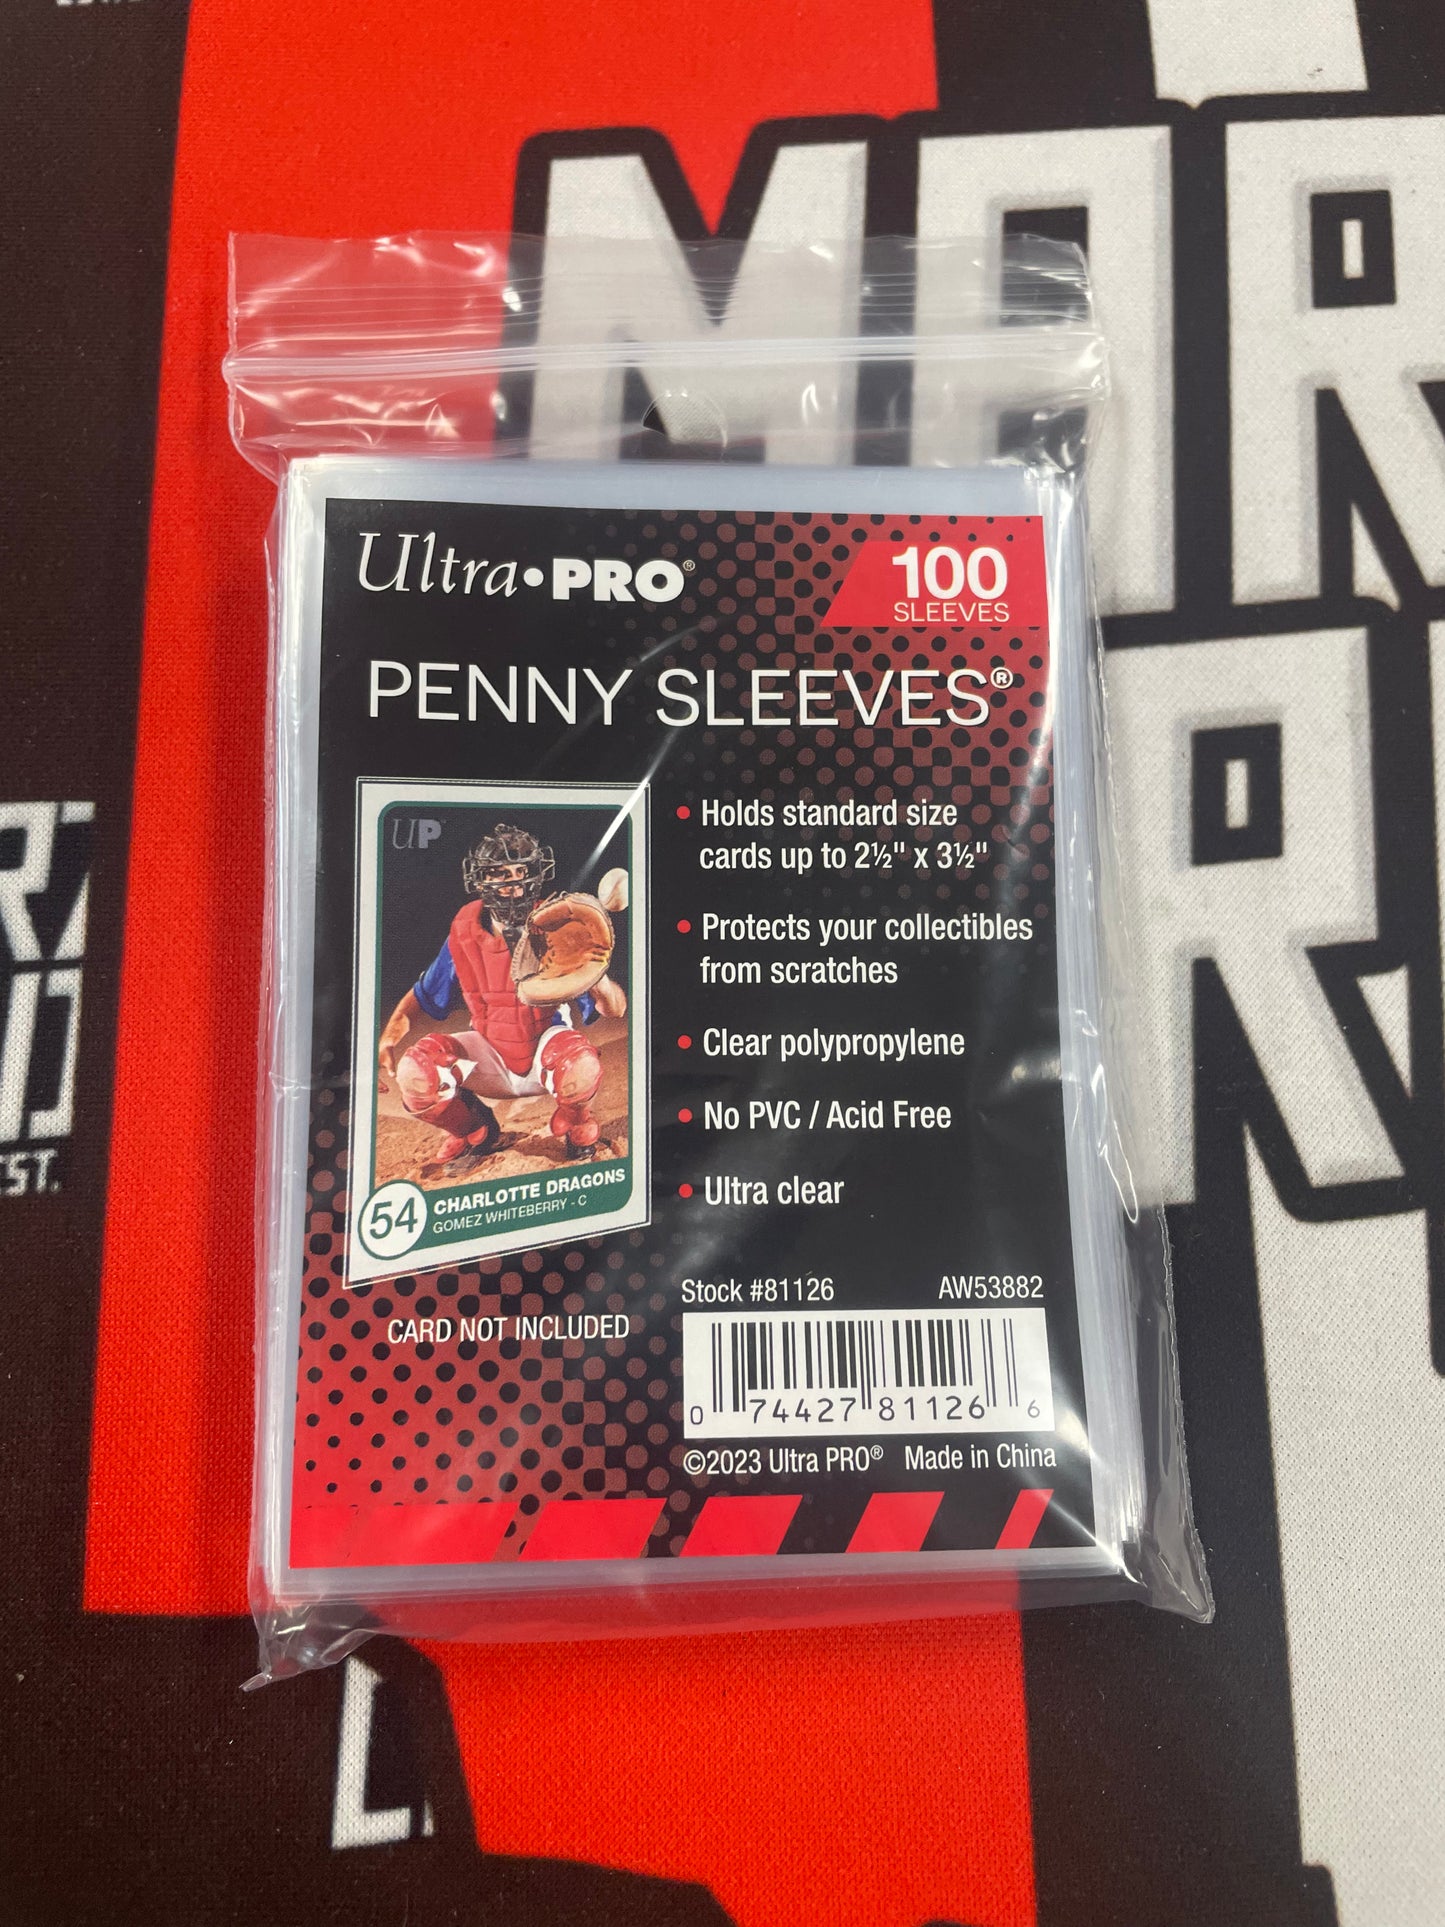 Ultra•PRO®
100
SLEEVES
PENNY SLEEVES®
UP
• Holds standard size
cards up to 2½" x 3½"
• Protects your collectibles
from scratches
• Clear polypropylene
• No PVC / Acid Free
• Ultra clear
54
CHARLOTTE DRAGONS
GOMEZ WHITEBERRY - C
CARD NOT INCLUDED
Stock #81126 AW53882
0 74427 81126 6
©2023 Ultra PRO® Made in China
EST.